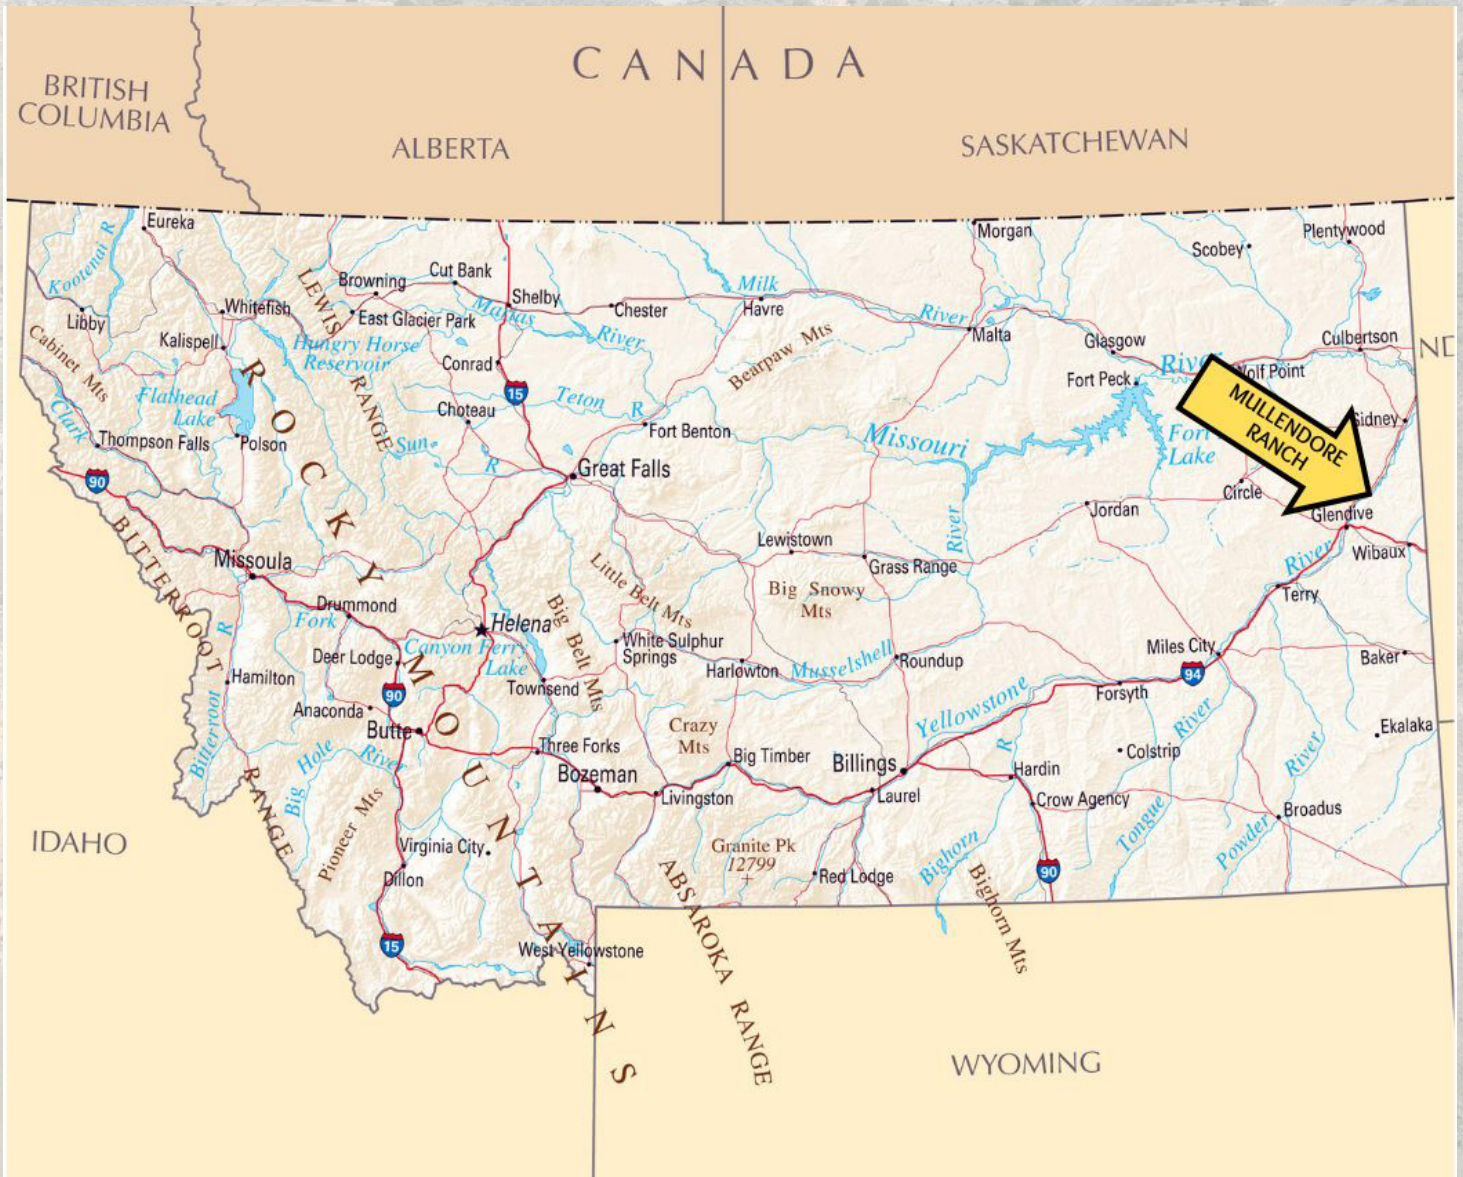 CANADA
BRITISH
COLUMBIA
ALBERTA
SASKATCHEWAN
Eureka
Morgan
Scobey
Plentywood
Kootenai R
Browning
Cut Bank
Shelby
Chester
Milk
Havre
River
Malta
Libby
Whitefish
LEWIS
RANGE
East Glacier Park
Marias
River
Kalispell
Hungry Horse
Reservoir
Conrad
Bearpaw Mts
Glasgow
Culbertson
ND
Cabinet Mts
Flathead
Lake
15
Teton
R
Choteau
Fort Benton
Fort Peck
River
Wolf Point
MULLENDORE
RANCH
Sidney
Clark
Thompson Falls
Polson
Sun
R
Great Falls
Missouri
Fort
Lake
90
Circle
Glendive
Jordan
River
Lewistown
Grass Range
River
Wibaux
Missoula
ROCKY
MOUNTAINS
BITTERROOT
RANGE
Little Belt Mts
Big Snowy
Mts
Terry
Drummond
Fork
Helena
Big Belt Mts
R
Deer Lodge
Canyon Ferry
Lake
White Sulphur
Springs
Harlowton
Musselshell
Roundup
Miles City
94
Baker
Hamilton
90
Townsend
Forsyth
Anaconda
Butte
Crazy
Mts
Yellowstone
River
Ekalaka
Bitterroot
Big
Hole
River
Three Forks
Bozeman
Big Timber
Billings
R
Colstrip
River
Hardin
Livingston
Laurel
Crow Agency
Tongue
Broadus
Powder
IDAHO
Pioneer Mts
Virginia City
Dillon
Granite Pk
12799
Red Lodge
Bighorn
90
Bighorn Mts
ABSAROKA RANGE
15
West Yellowstone
WYOMING